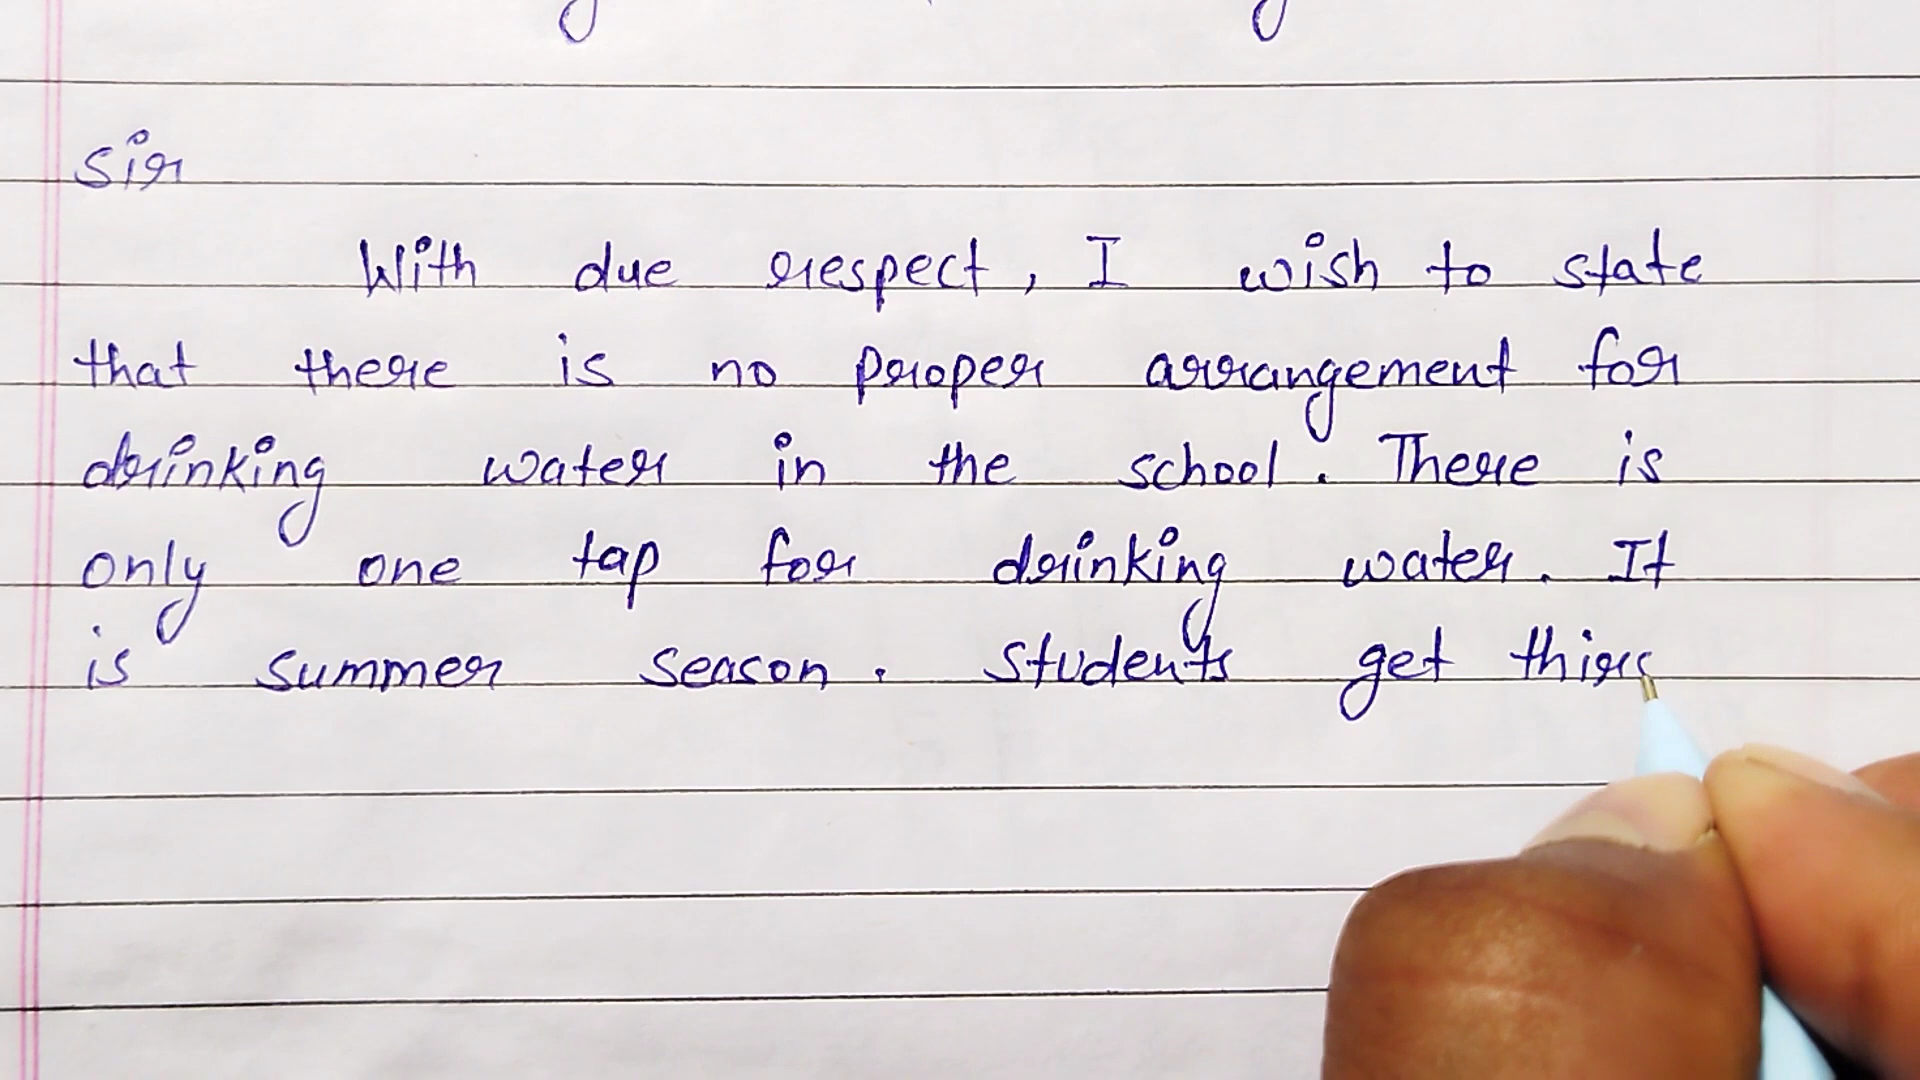 Sir
With due respect, I wish to state
that there is no proper arrangement for
drinking water in the school. There is
only one tap for drinking water. It
is summer season. Students get thirs